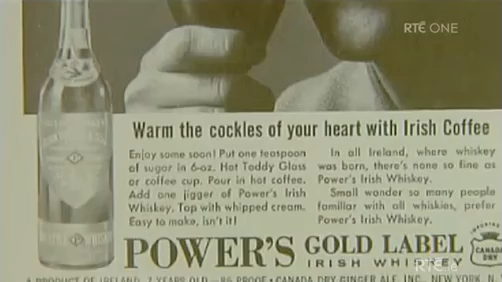 RTÉ ONE
Warm the cockles of your heart with Irish Coffee
Enjoy some soon! Put one teaspoon
of sugar in 6-oz. Hot Toddy Glass
or coffee cup. Pour in hot coffee.
Add one jigger of Power's Irish
Whiskey. Top with whipped cream.
Easy to make, isn't it!
In all Ireland, where whiskey
was born, there's none so fine as
Power's Irish Whiskey.
Small wonder so many people
familiar with all whiskies, prefer
Power's Irish Whiskey.
POWER'S GOLD LABEL
IRISH WHISKEY
IMPORTED
CANADA
DRY
RTÉ.ie
A PRODUCT OF IRELAND 7 YEARS OLD 86 PROOF • CANADA DRY GINGER ALE, INC. NEW YORK, N.